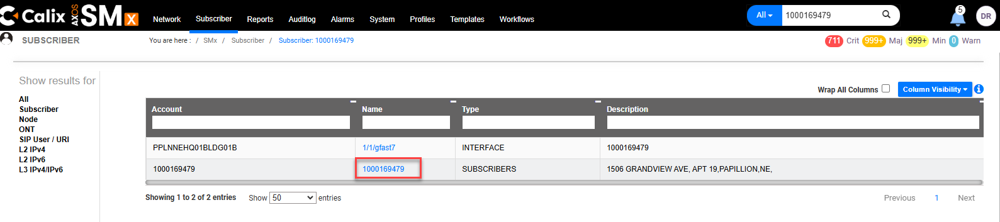 Calix AXOS SMx
Network Subscriber Reports Auditlog Alarms System Profiles Templates Workflows
All 1000169479
5
DR
SUBSCRIBER
You are here : / SMx / Subscriber / Subscriber: 1000169479
711 Crit 999+ Maj 999+ Min 0 Warn
Show results for
All
Subscriber
Node
ONT
SIP User / URI
L2 IPv4
L2 IPv6
L3 IPv4/IPv6
Wrap All Columns Column Visibility
Account Name Type Description
PPLNNEHQ01BLDG01B 1/1/gfast7 INTERFACE 1000169479
1000169479 1000169479 SUBSCRIBERS 1506 GRANDVIEW AVE, APT 19,PAPILLION,NE,
Showing 1 to 2 of 2 entries Show 50 entries
Previous 1 Next